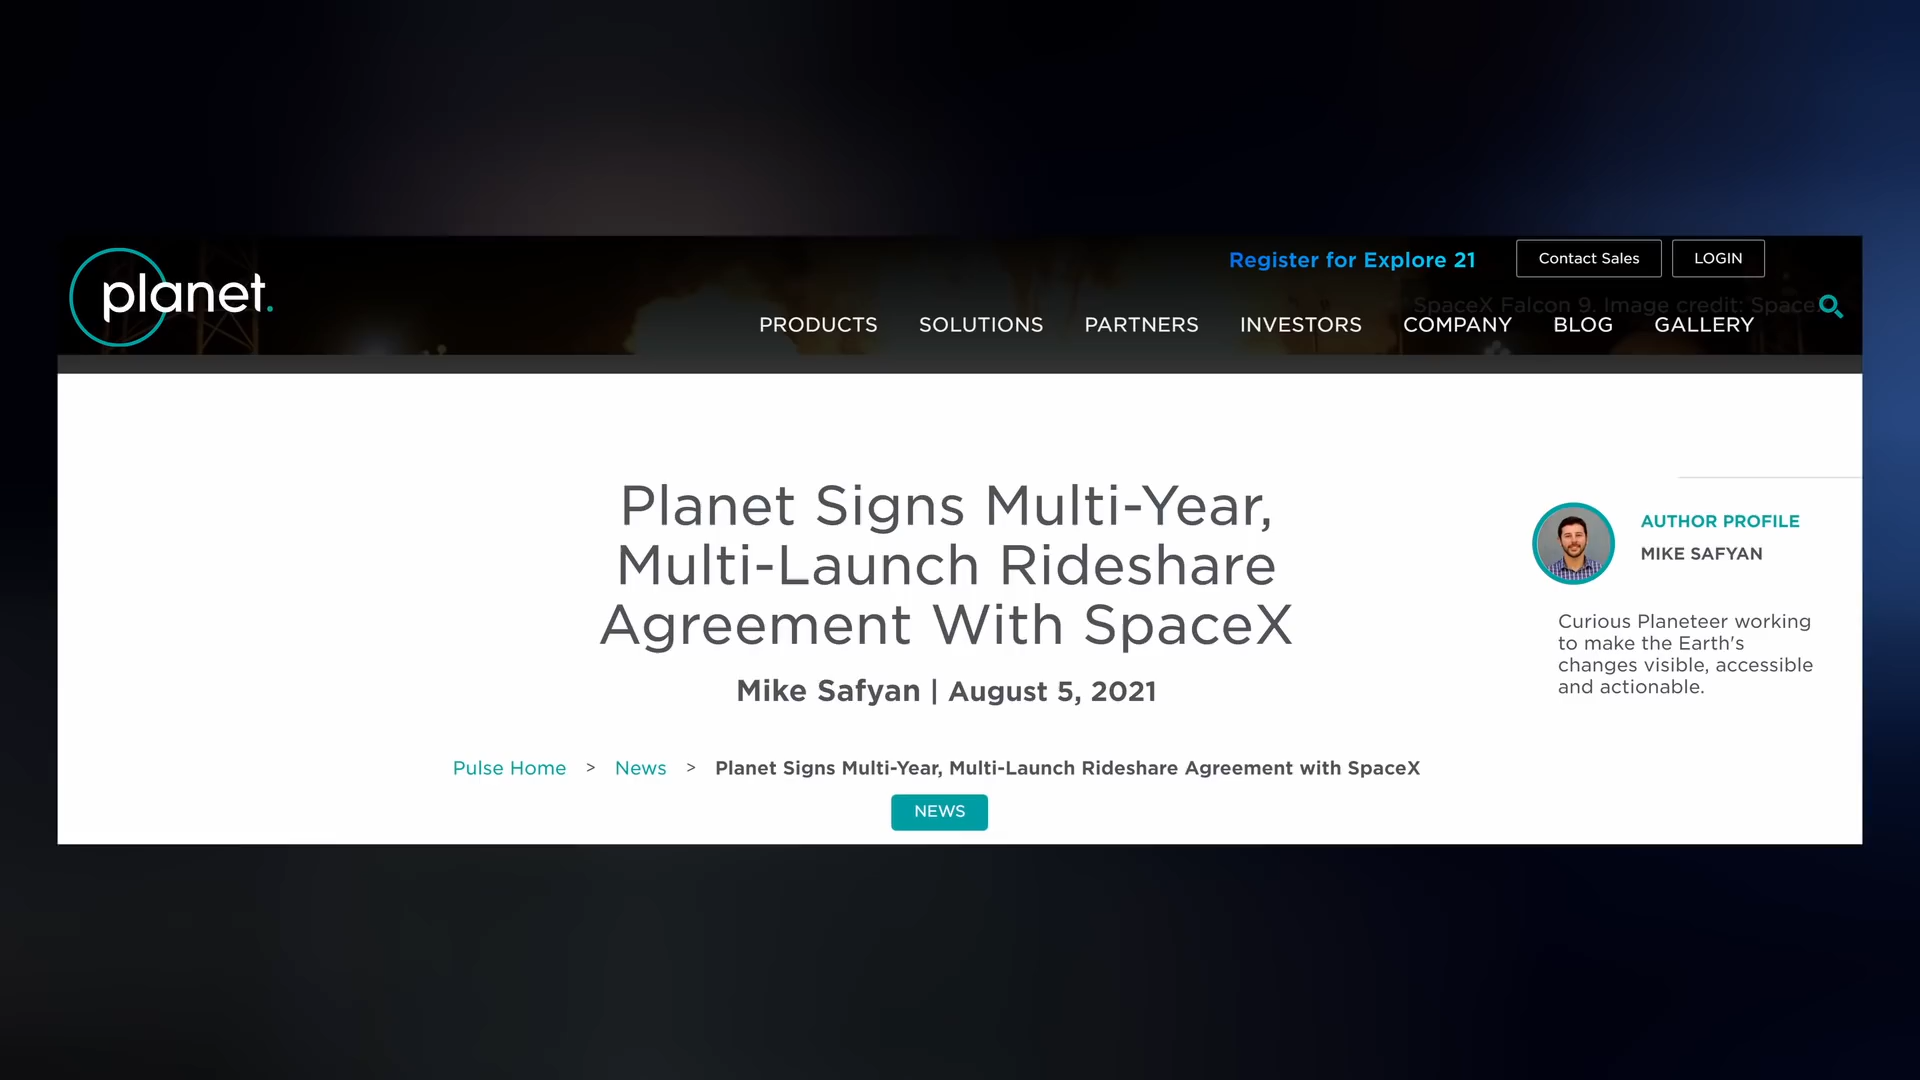 planet.
Register for Explore 21
Contact Sales
LOGIN
SpaceX Falcon 9. Image credit: Space
PRODUCTS SOLUTIONS PARTNERS INVESTORS COMPANY BLOG GALLERY
Planet Signs Multi-Year,
Multi-Launch Rideshare
Agreement With SpaceX
Mike Safyan | August 5, 2021
Pulse Home > News > Planet Signs Multi-Year, Multi-Launch Rideshare Agreement with SpaceX
NEWS
AUTHOR PROFILE
MIKE SAFYAN
Curious Planeteer working
to make the Earth's
changes visible, accessible
and actionable.